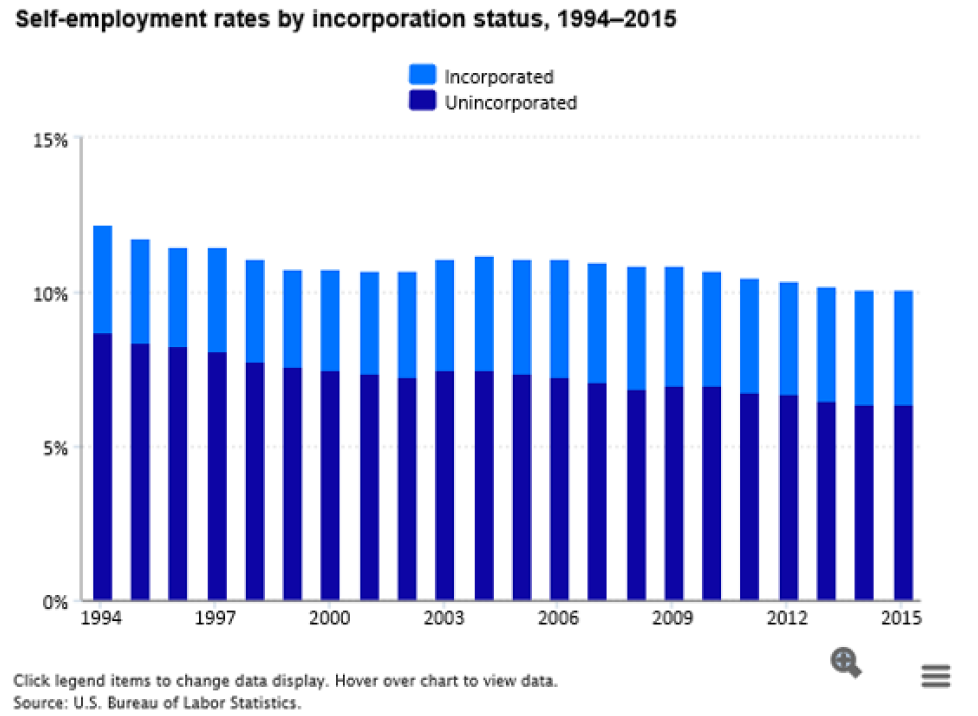 Self-employment rates by incorporation status, 1994–2015
Incorporated
Unincorporated
15%
10%
5%
0%
1994 1997 2000 2003 2006 2009 2012 2015
Click legend items to change data display. Hover over chart to view data.
Source: U.S. Bureau of Labor Statistics.